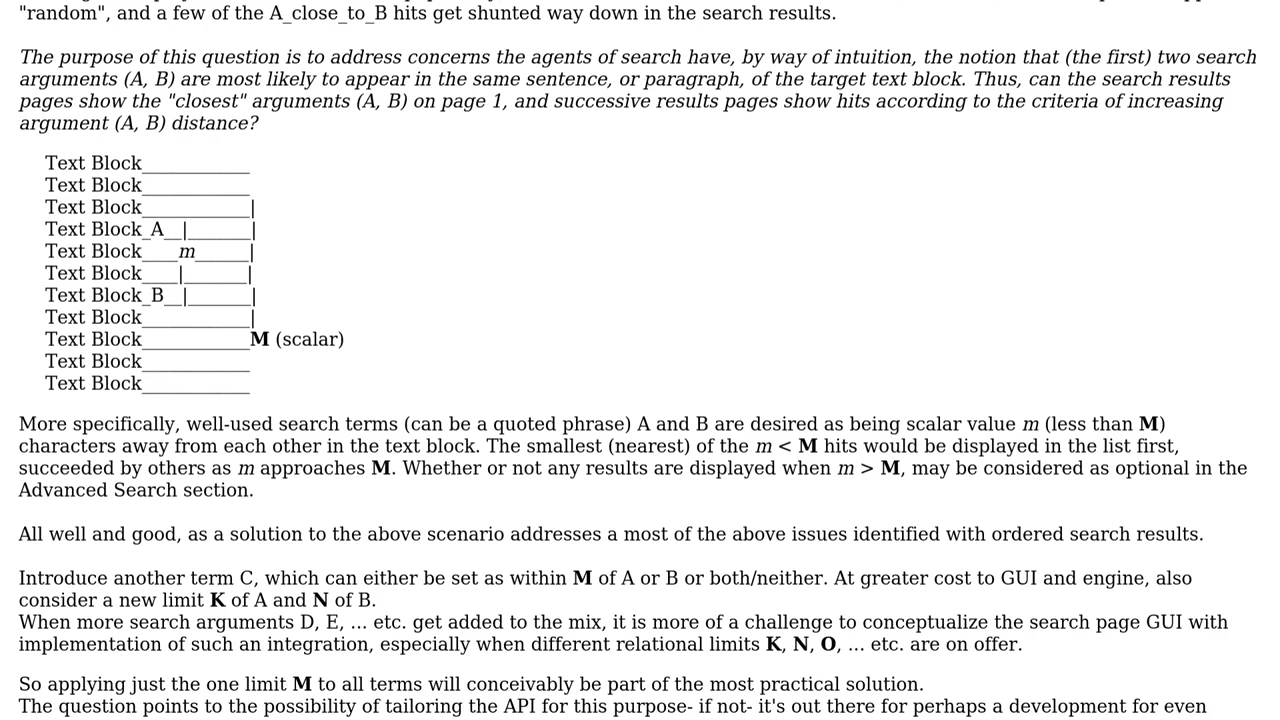 "random", and a few of the A_close_to_B hits get shunted way down in the search results.
The purpose of this question is to address concerns the agents of search have, by way of intuition, the notion that (the first) two search
arguments (A, B) are most likely to appear in the same sentence, or paragraph, of the target text block. Thus, can the search results
pages show the "closest" arguments (A, B) on page 1, and successive results pages show hits according to the criteria of increasing
argument (A, B) distance?
Text Block____________
Text Block____________
Text Block____________|
Text Block_A__|_______|
Text Block____m______|
Text Block____|_______|
Text Block_B__|_______|
Text Block____________|
Text Block____________M (scalar)
Text Block____________
Text Block____________
More specifically, well-used search terms (can be a quoted phrase) A and B are desired as being scalar value m (less than M)
characters away from each other in the text block. The smallest (nearest) of the m < M hits would be displayed in the list first,
succeeded by others as m approaches M. Whether or not any results are displayed when m > M, may be considered as optional in the
Advanced Search section.
All well and good, as a solution to the above scenario addresses a most of the above issues identified with ordered search results.
Introduce another term C, which can either be set as within M of A or B or both/neither. At greater cost to GUI and engine, also
consider a new limit K of A and N of B.
When more search arguments D, E, ... etc. get added to the mix, it is more of a challenge to conceptualize the search page GUI with
implementation of such an integration, especially when different relational limits K, N, O, ... etc. are on offer.
So applying just the one limit M to all terms will conceivably be part of the most practical solution.
The question points to the possibility of tailoring the API for this purpose- if not- it's out there for perhaps a development for even